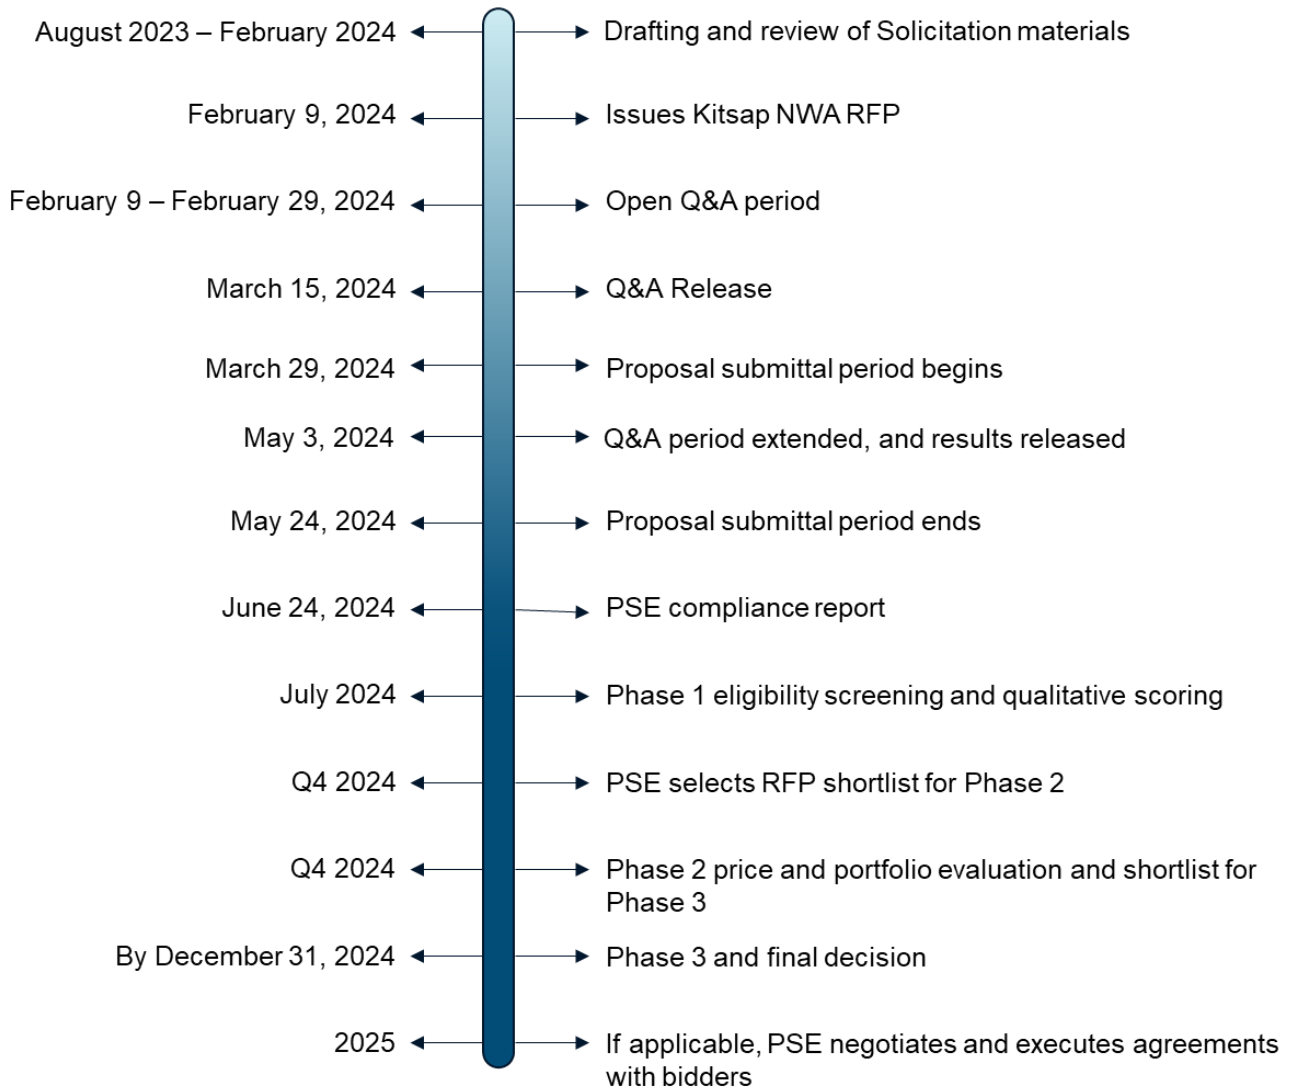 August 2023 – February 2024
Drafting and review of Solicitation materials
February 9, 2024
Issues Kitsap NWA RFP
February 9 – February 29, 2024
Open Q&A period
March 15, 2024
Q&A Release
March 29, 2024
Proposal submittal period begins
May 3, 2024
Q&A period extended, and results released
May 24, 2024
Proposal submittal period ends
June 24, 2024
PSE compliance report
July 2024
Phase 1 eligibility screening and qualitative scoring
Q4 2024
PSE selects RFP shortlist for Phase 2
Q4 2024
Phase 2 price and portfolio evaluation and shortlist for
Phase 3
By December 31, 2024
Phase 3 and final decision
2025
If applicable, PSE negotiates and executes agreements
with bidders